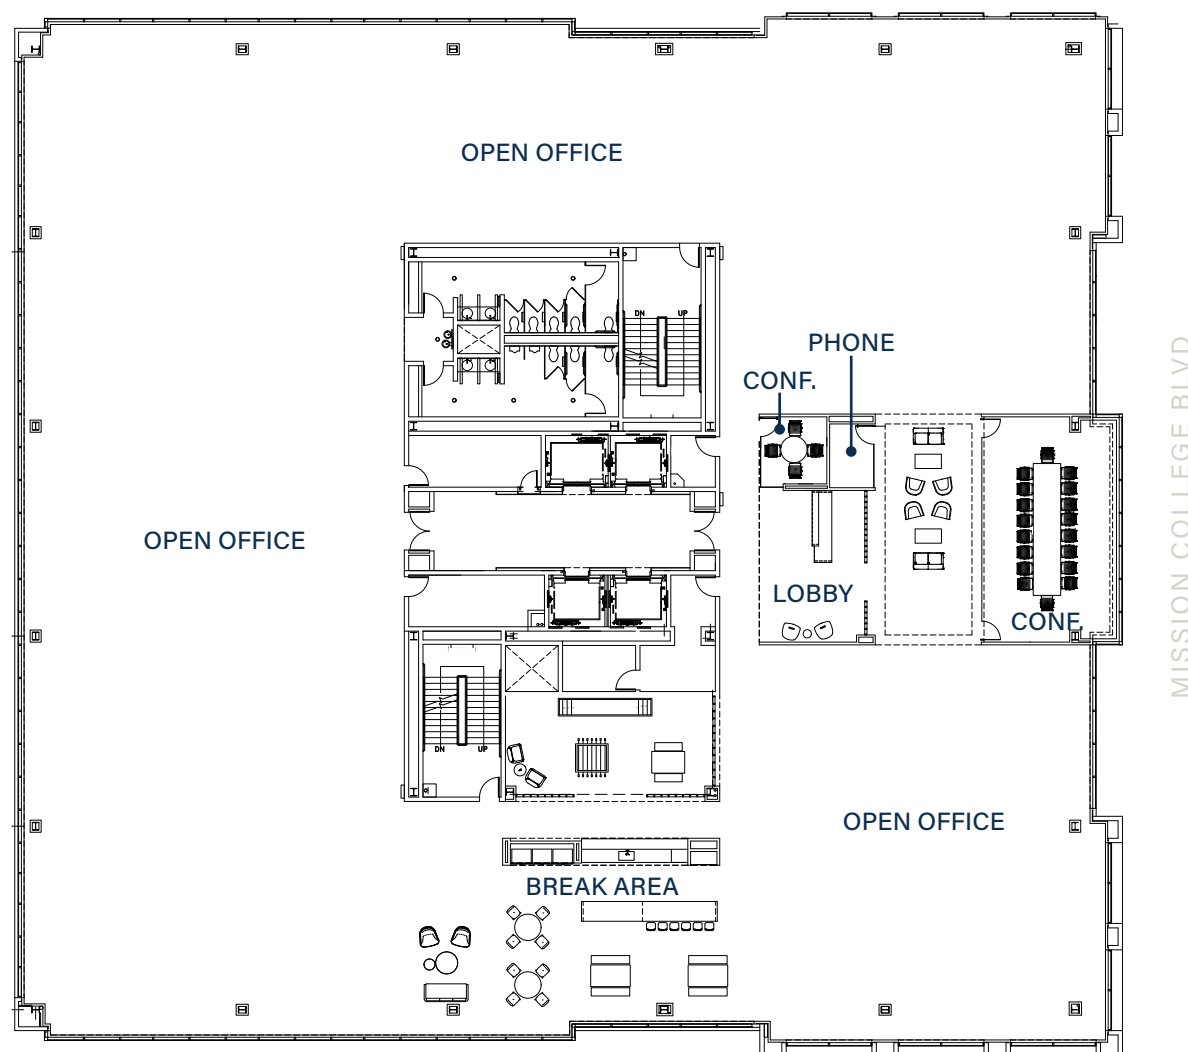 OPEN OFFICE
DN UP
PHONE
CONF.
OPEN OFFICE
LOBBY
CONF.
MISSION COLLEGE BLVD
DN UP
OPEN OFFICE
BREAK AREA